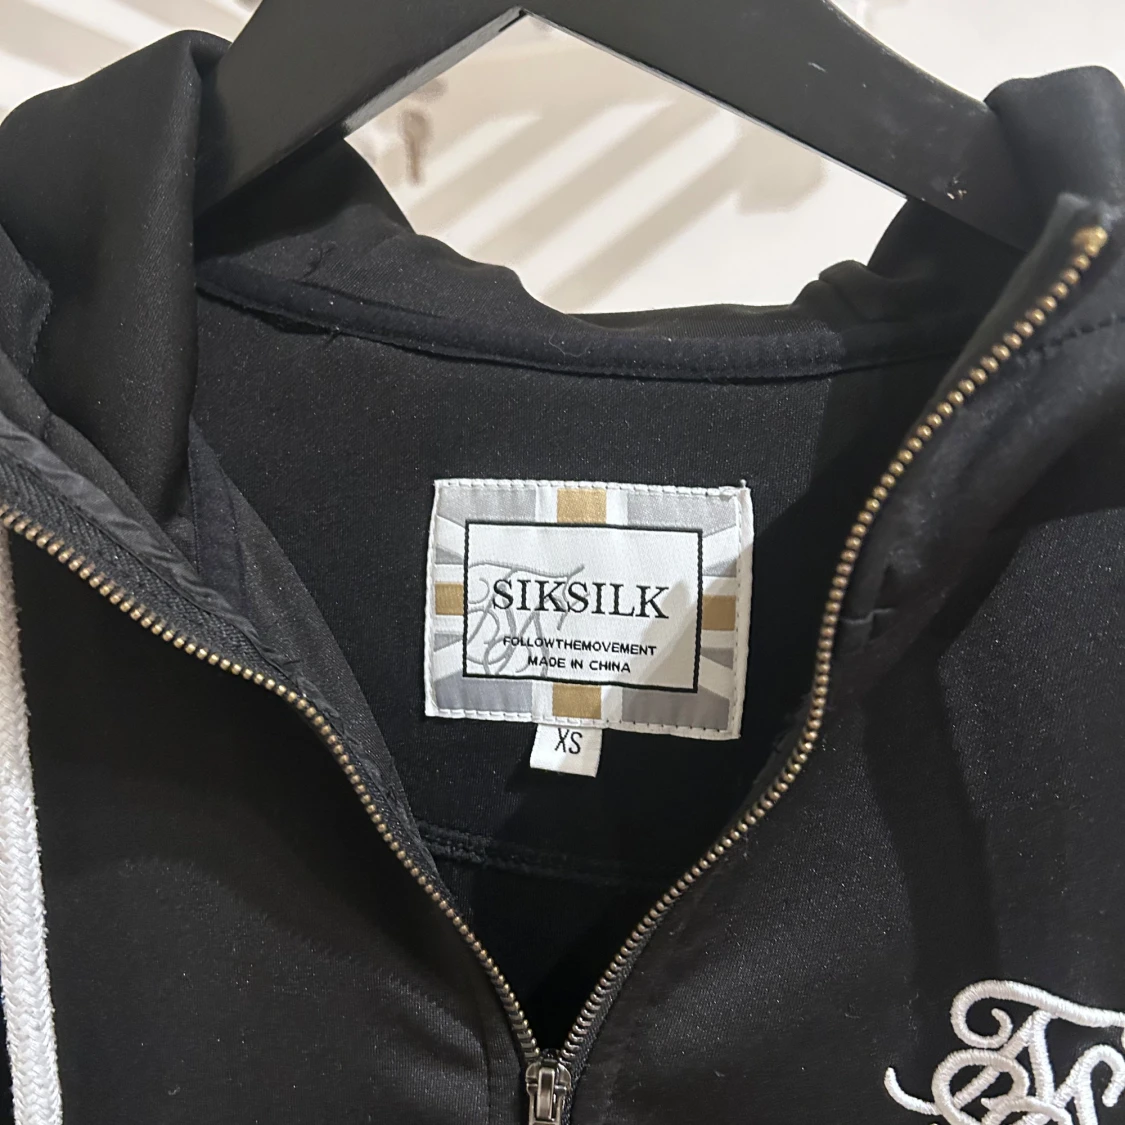 SIKSILK
FOLLOWTHEMOVEMENT
MADE IN CHINA
XS